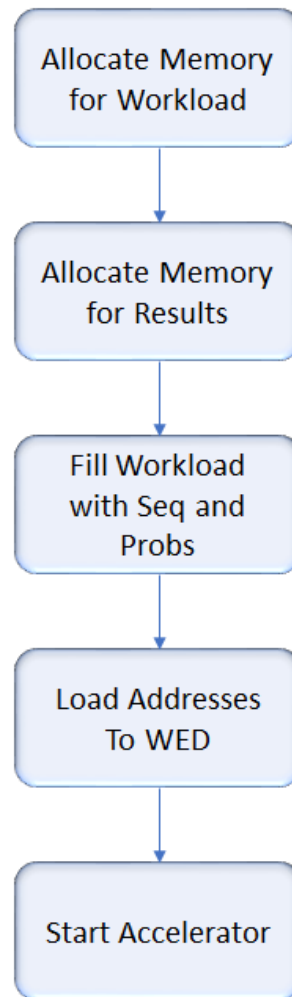 Allocate Memory
for Workload
Allocate Memory
for Results
Fill Workload
with Seq and
Probs
Load Addresses
To WED
Start Accelerator